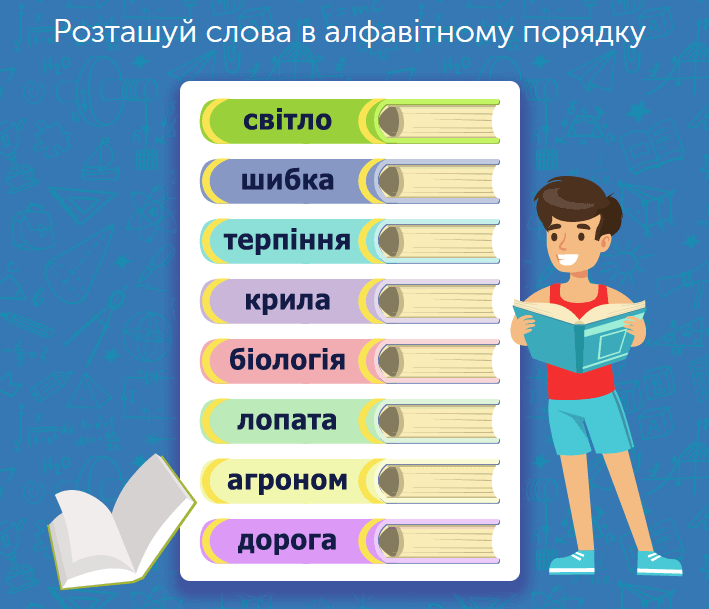 Розташуй слова в алфавітному порядку
світло
шибка
терпіння
крила
біологія
лопата
агроном
дорога